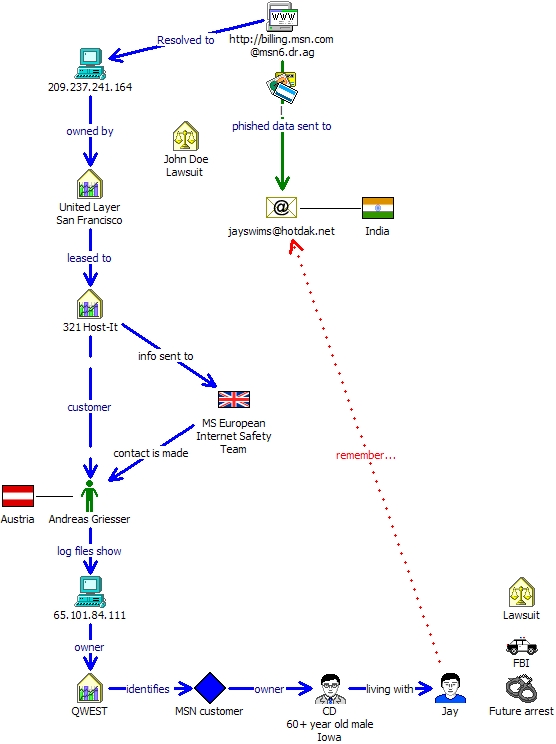 WWW
http://billing.msn.com
@msn6.dr.ag
Resolved to
209.237.241.164
phished data sent to
owned by
John Doe
Lawsuit
United Layer
San Francisco
@
jayswims@hotdak.net
India
leased to
321 Host-It
info sent to
customer
MS European
Internet Safety
Team
contact is made
remember...
Austria
Andreas Griesser
log files show
65.101.84.111
Lawsuit
owner
FBI
QWEST
identifies
MSN customer
owner
CD
60+ year old male
Iowa
living with
Jay
Future arrest